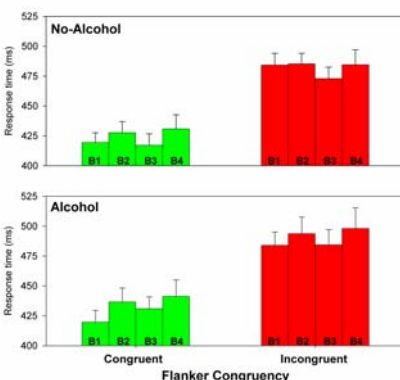 No-Alcohol
Response time (ms)
525
500
475
450
425
400
B1 B2 B3 B4
B1 B2 B3 B4
Alcohol
Response time (ms)
525
500
475
450
425
400
B1 B2 B3 B4
B1 B2 B3 B4
Congruent Incongruent
Flanker Congruency